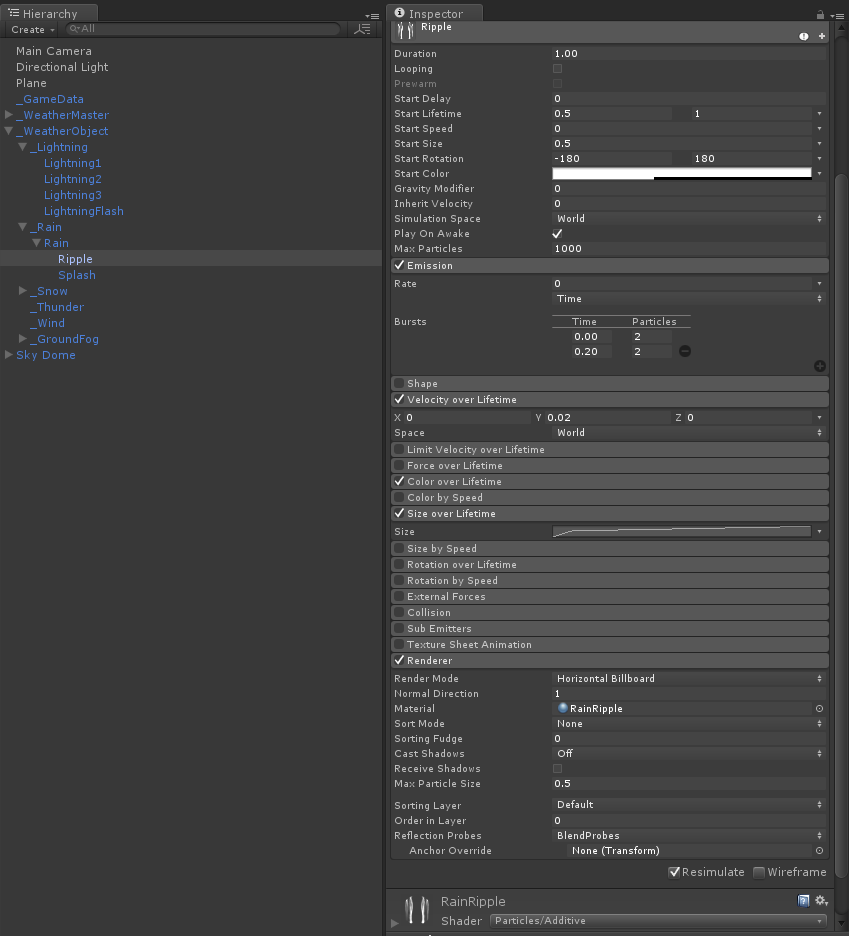 Hierarchy
Create
All
Main Camera
Directional Light
Plane
_GameData
_WeatherMaster
_WeatherObject
_Lightning
Lightning1
Lightning2
Lightning3
LightningFlash
_Rain
Rain
Ripple
Splash
_Snow
_Thunder
_Wind
_GroundFog
Sky Dome
Inspector
Ripple
Duration 1.00
Looping
Prewarm
Start Delay 0
Start Lifetime 0.5 1
Start Speed 0
Start Size 0.5
Start Rotation -180 180
Start Color
Gravity Modifier 0
Inherit Velocity 0
Simulation Space World
Play On Awake
Max Particles 1000
Emission
Rate 0
Time
Bursts Time Particles
0.00 2
0.20 2
Shape
Velocity over Lifetime
X 0 Y 0.02 Z 0
Space World
Limit Velocity over Lifetime
Force over Lifetime
Color over Lifetime
Color by Speed
Size over Lifetime
Size
Size by Speed
Rotation over Lifetime
Rotation by Speed
External Forces
Collision
Sub Emitters
Texture Sheet Animation
Renderer
Render Mode Horizontal Billboard
Normal Direction 1
Material RainRipple
Sort Mode None
Sorting Fudge 0
Cast Shadows Off
Receive Shadows
Max Particle Size 0.5
Sorting Layer Default
Order in Layer 0
Reflection Probes BlendProbes
Anchor Override None (Transform)
Resimulate Wireframe
RainRipple
Shader Particles/Additive